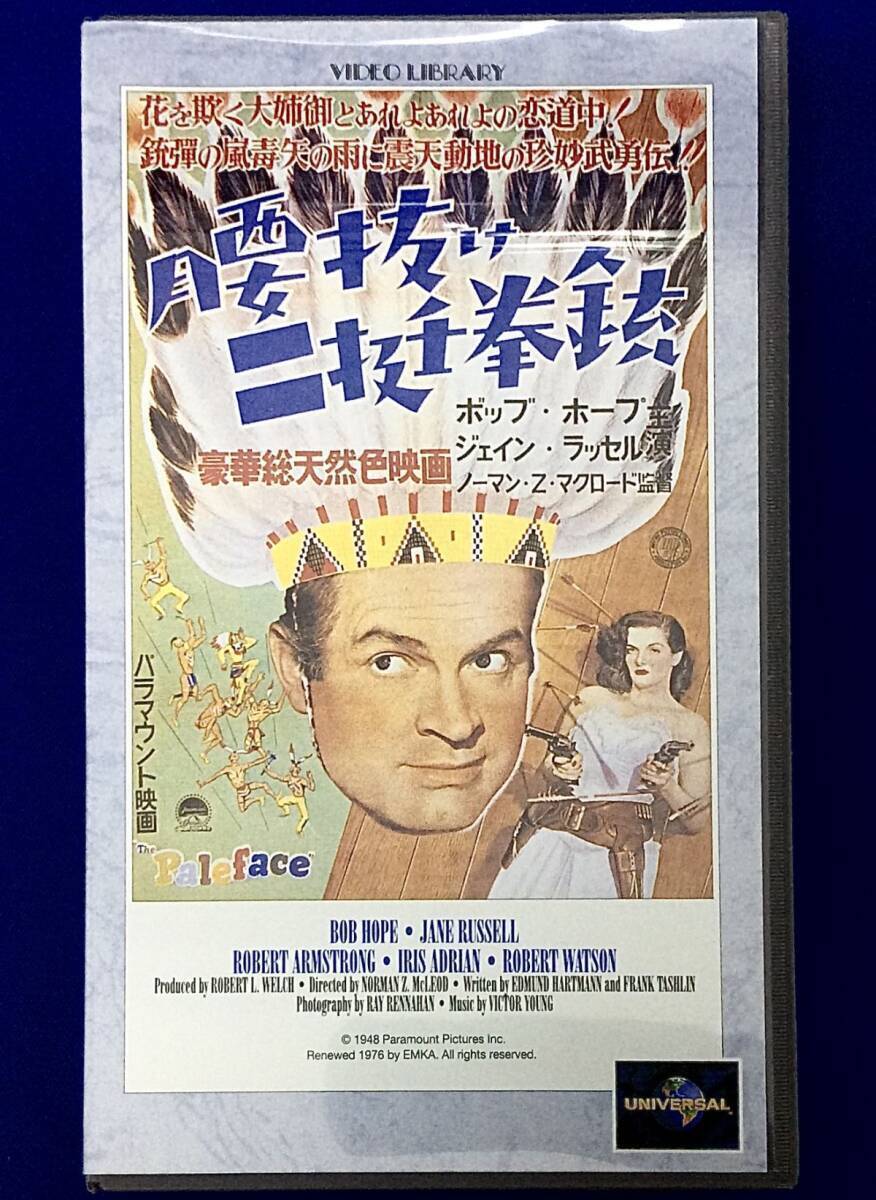 VIDEO LIBRARY
花を欺く大姉御とあれよあれよの恋道中!
銃彈の嵐毒矢の雨に震天動地の珍妙武勇伝!!
腰抜け
二挺拳銃
ボッブ・ホープ主
ジェイン・ラッセル演
豪華総天然色映画
ノーマン・Z・マクロード監督
パラマウント映画
The Paleface"
BOB HOPE • JANE RUSSELL
ROBERT ARMSTRONG • IRIS ADRIAN • ROBERT WATSON
Produced by ROBERT L. WELCH • Directed by NORMAN Z. McLEOD • Written by EDMUND HARTMANN and FRANK TASHLIN
Photography by RAY RENNAHAN • Music by VICTOR YOUNG
© 1948 Paramount Pictures Inc.
Renewed 1976 by EMKA. All rights reserved.
UNIVERSAL